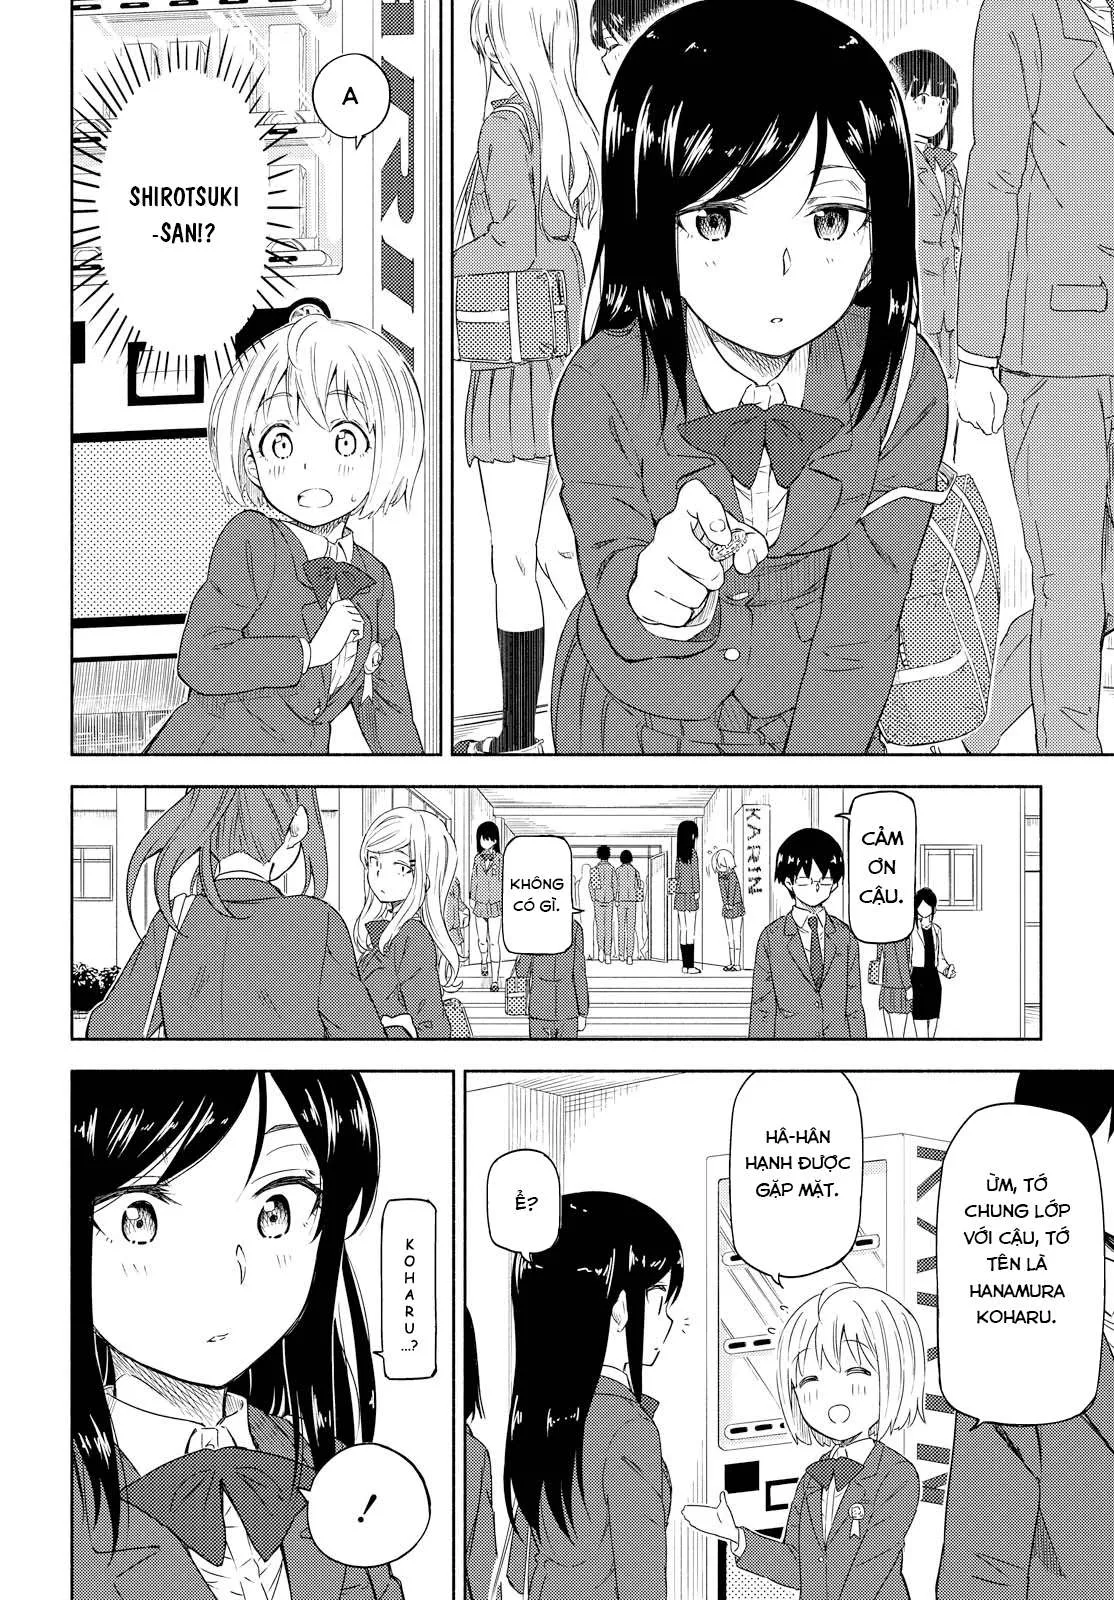 A
SHIROTSUKI
-SAN!?
CẢM
ƠN
CẬU.
KHÔNG
CÓ GÌ.
ỪM, TỚ
CHUNG LỚP
VỚI CẬU, TỚ
TÊN LÀ
HANAMURA
KOHARU.
HÂ-HÂN
HẠNH ĐƯỢC
GẶP MẶT.
Ể?
KOHARU
...?
!